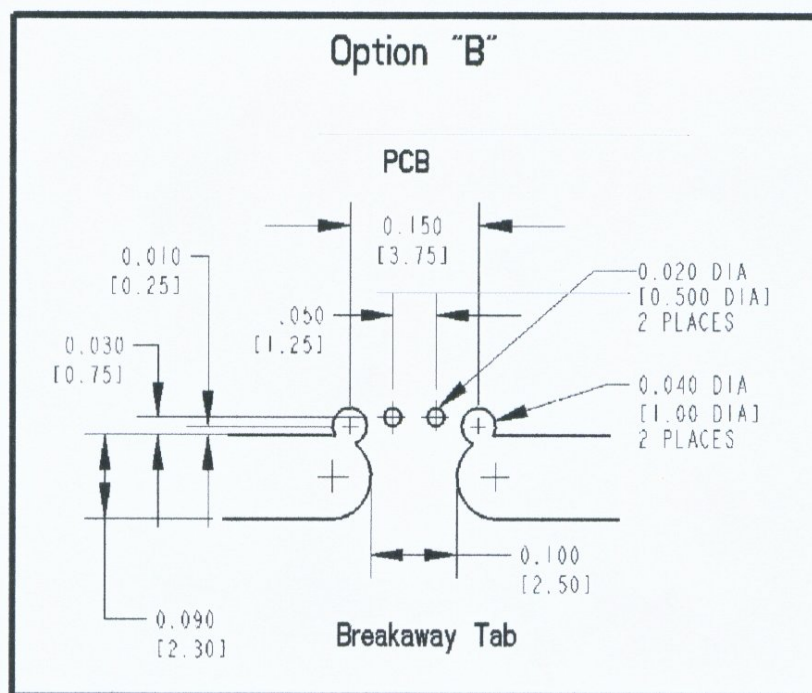 Option "B"
PCB
0.150
[3.75]
0.010
[0.25]
.050
[1.25]
0.030
[0.75]
0.020 DIA
[0.500 DIA]
2 PLACES
0.040 DIA
[1.00 DIA]
2 PLACES
0.100
[2.50]
0.090
[2.30]
Breakaway Tab